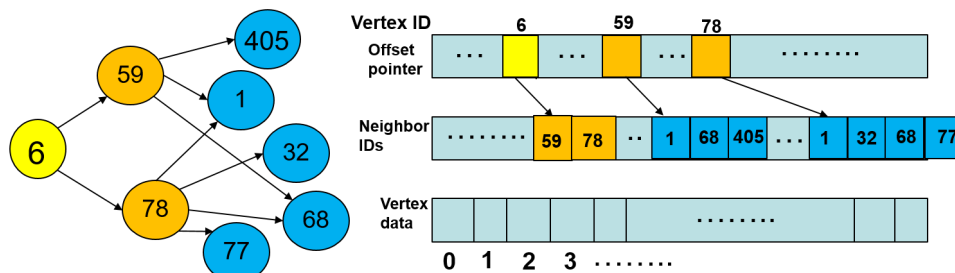 405
59
1
6
32
78
68
77
Vertex ID 6 59 78
Offset pointer ... ... ... ........
Neighbor IDs ........ 59 78 .. 1 68 405 ... 1 32 68 77
Vertex data ........
0 1 2 3 ........